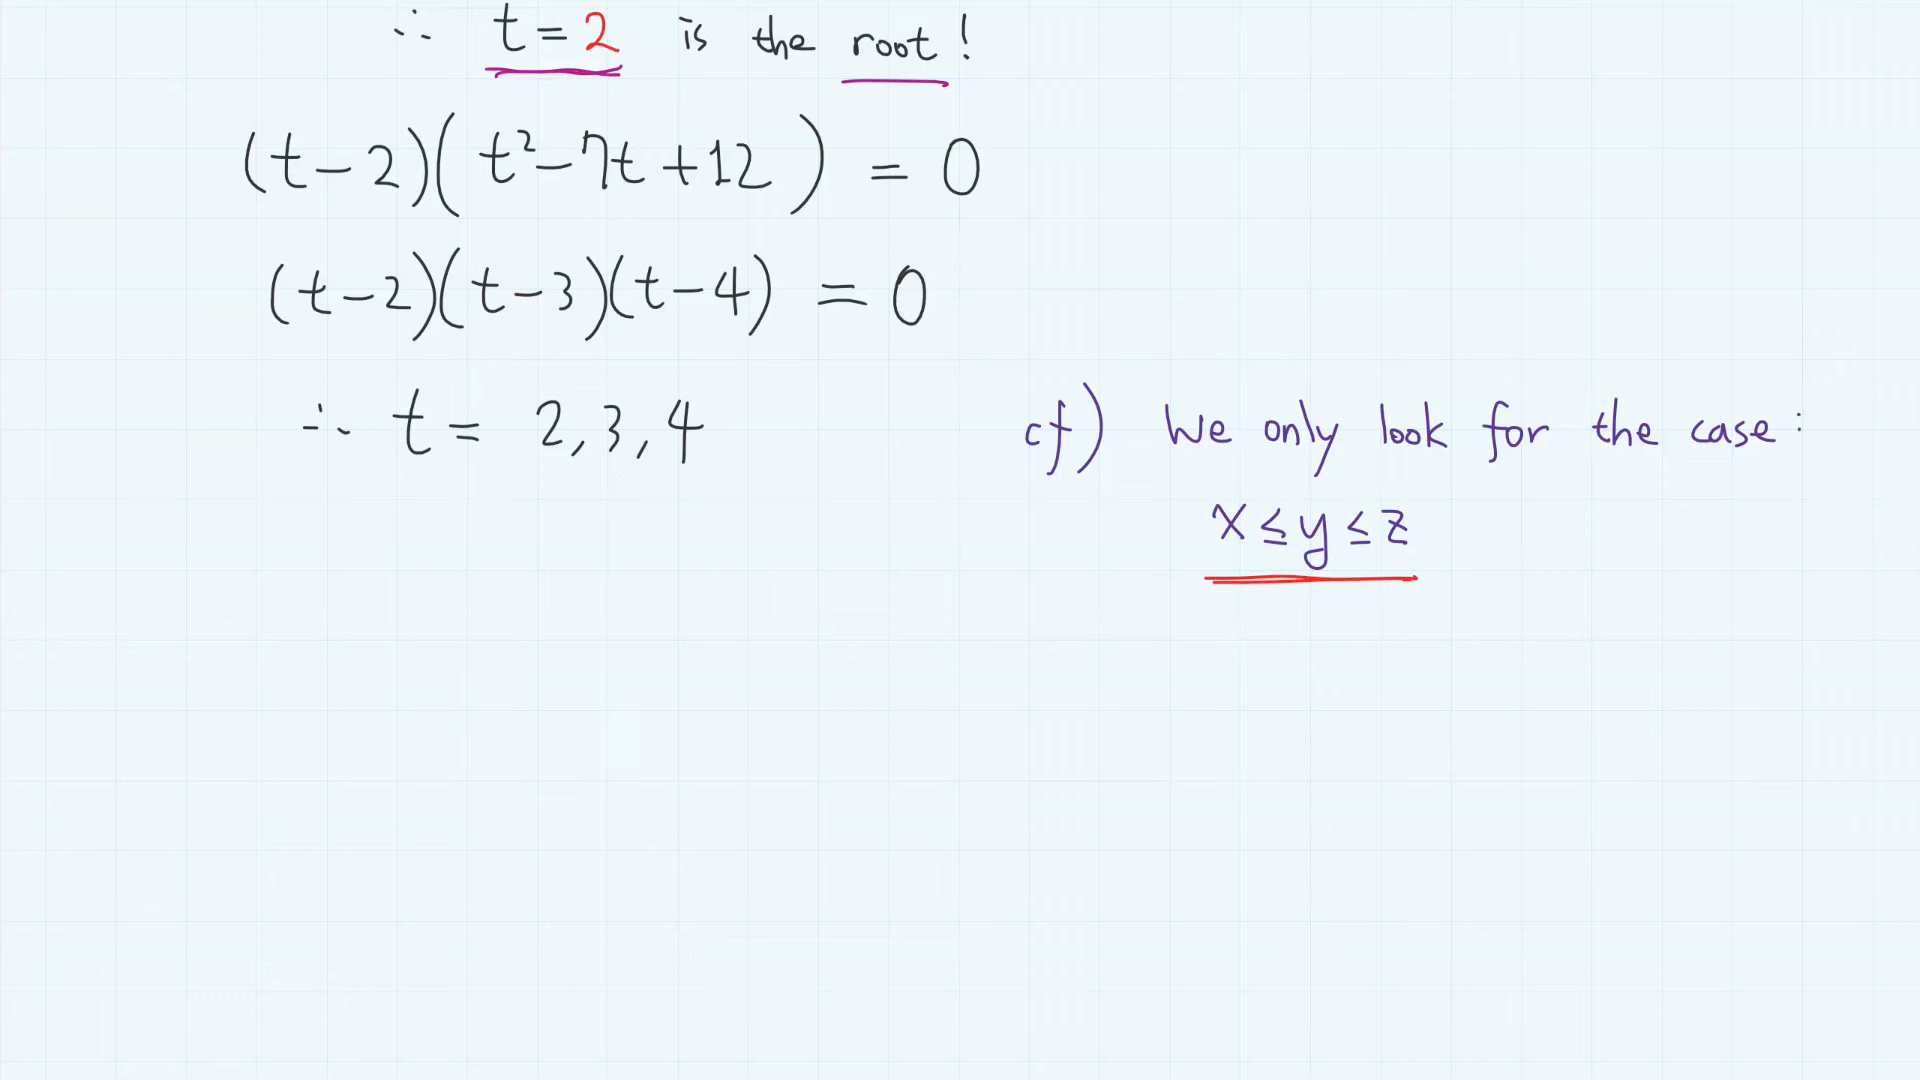 ∴ t = 2 is the root!
(t-2)(t²-7t+12) = 0
(t-2)(t-3)(t-4) = 0
∴ t = 2,3,4
cf) We only look for the case:
x ≤ y ≤ z